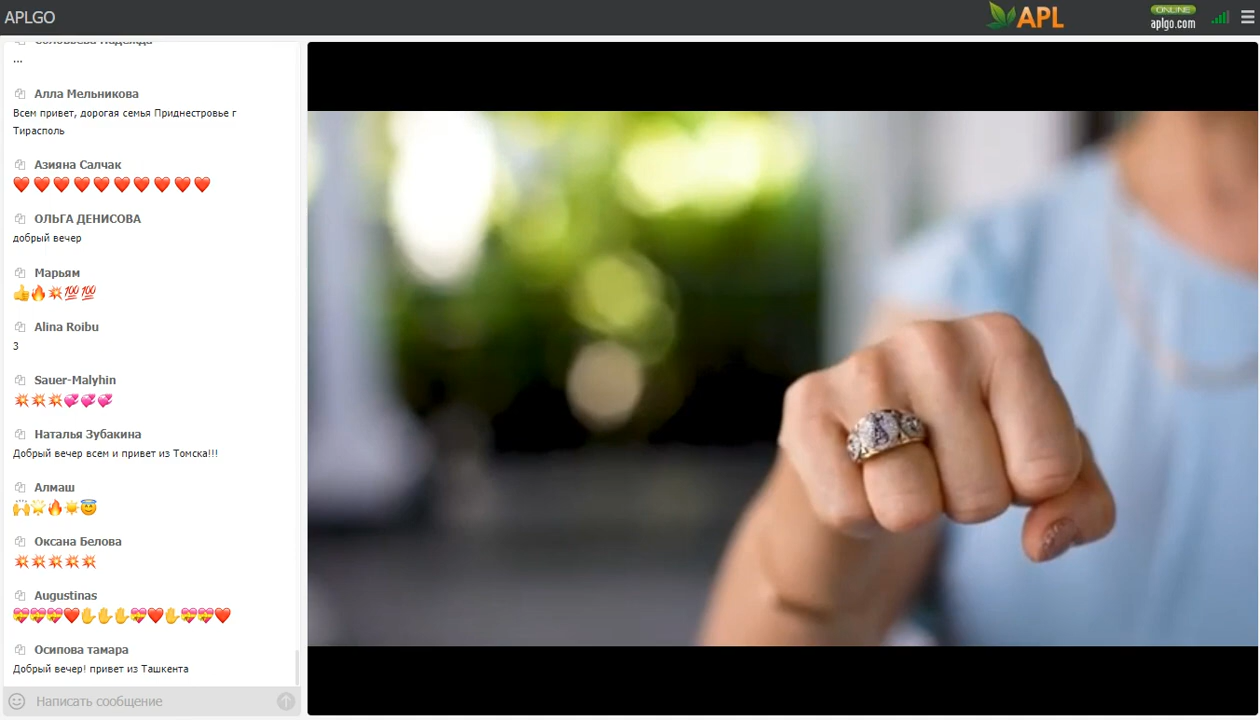 APLGO
APL
ONLINE
aplgo.com
Соловьева Надежда
...
Алла Мельникова
Всем привет, дорогая семья Приднестровье г
Тирасполь
Азияна Салчак
❤️❤️❤️❤️❤️❤️❤️❤️❤️❤️
ОЛЬГА ДЕНИСОВА
добрый вечер
Марьям
👍🔥💥💯💯
Alina Roibu
3
Sauer-Malyhin
💥💥💥💞💞💞
Наталья Зубакина
Добрый вечер всем и привет из Томска!!!
Алмаш
🙌🌟🔥☀️😇
Оксана Белова
💥💥💥💥💥
Augustinas
💝💝💝❤️✋✋✋💝❤️✋💝💝❤️
Осипова тамара
Добрый вечер! привет из Ташкента
Написать сообщение